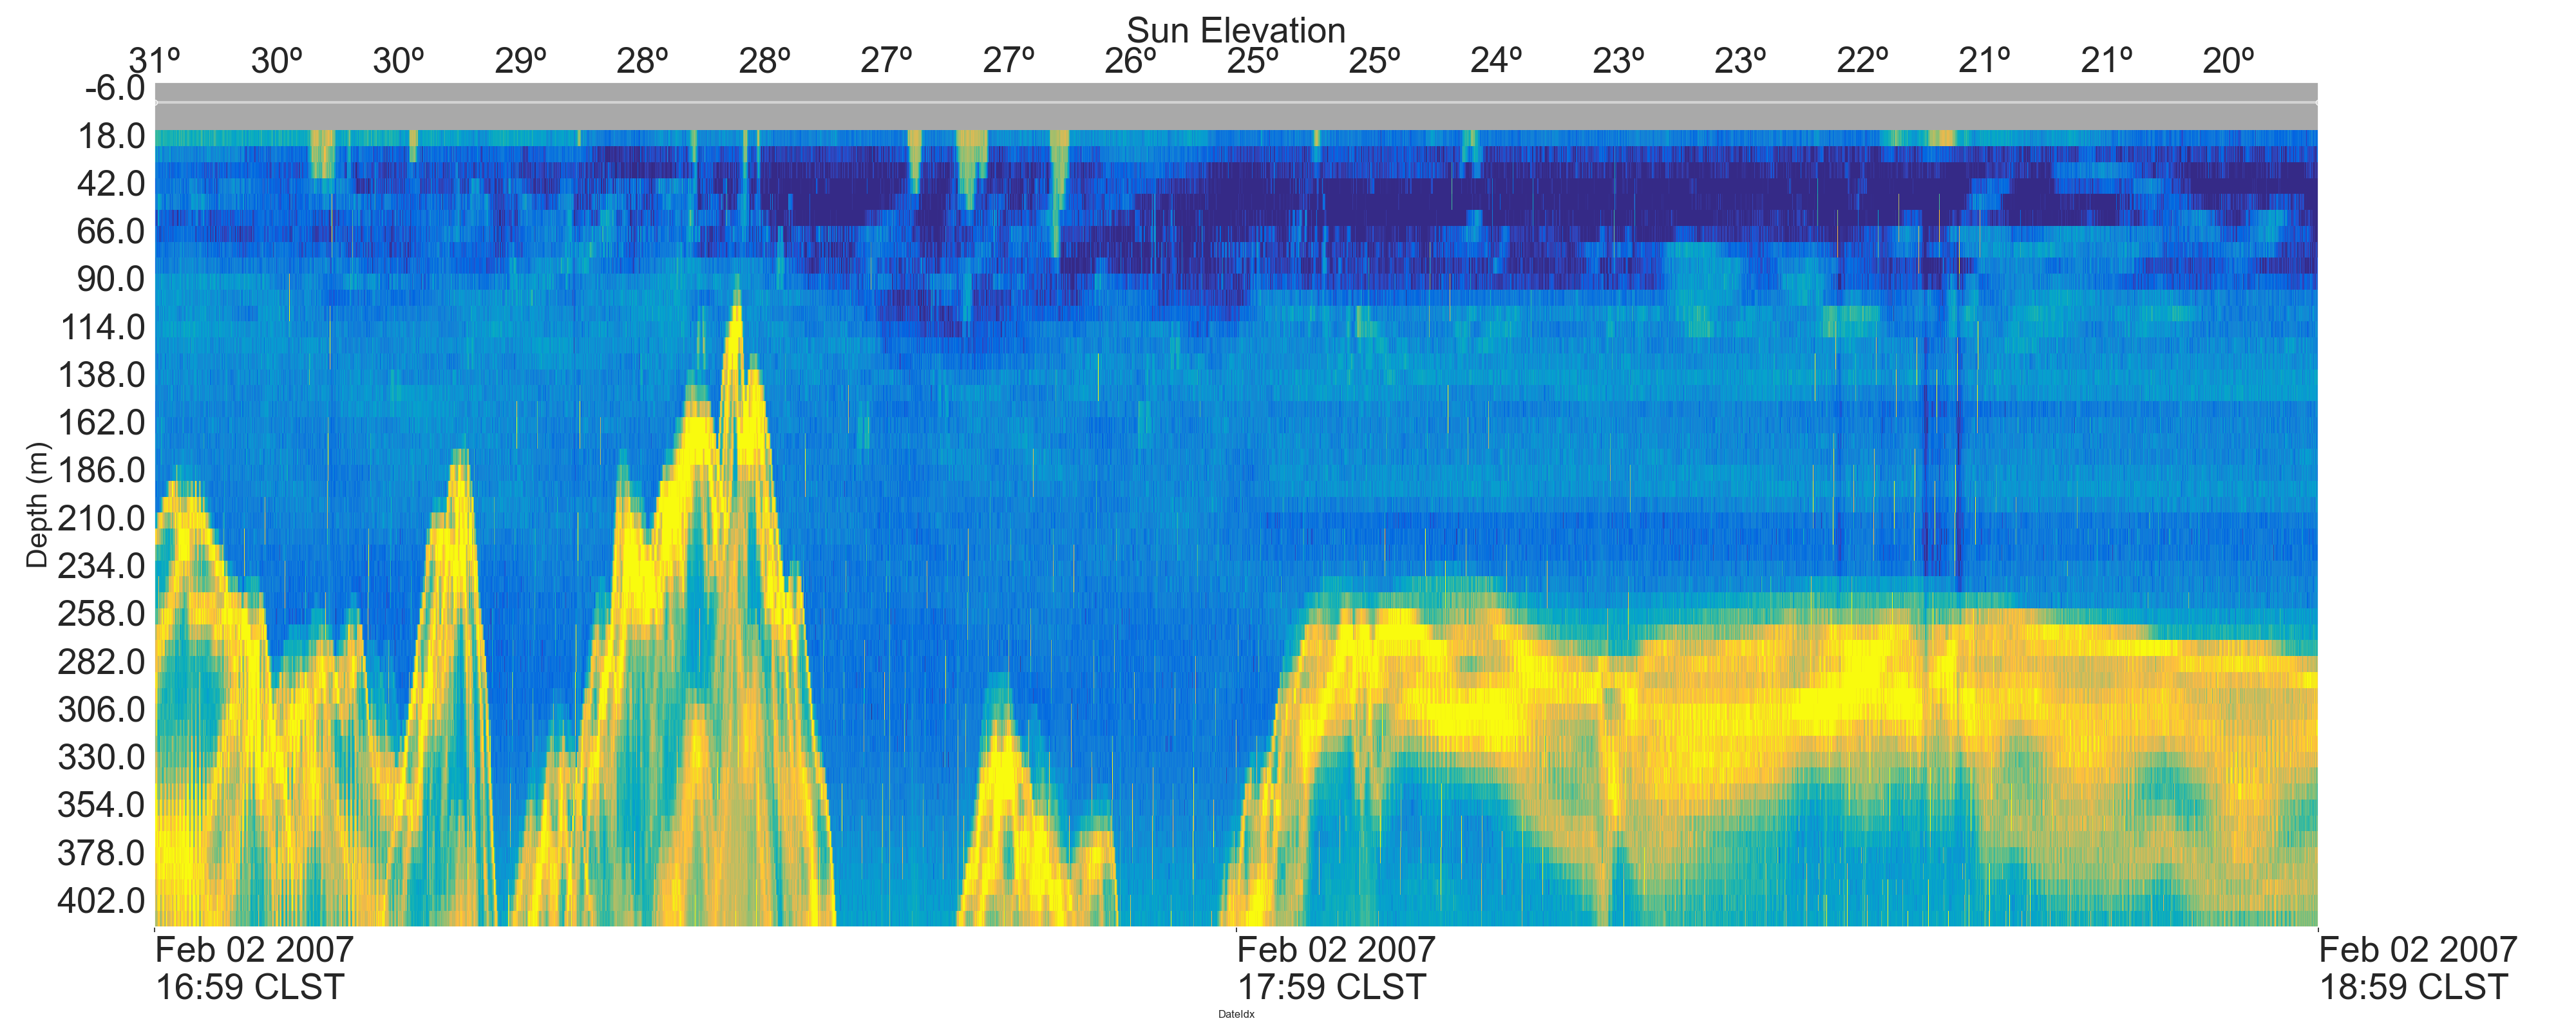 Sun Elevation
31º 30º 30º 29º 28º 28º 27º 27º 26º 25º 25º 24º 23º 23º 22º 21º 21º 20º
-6.0
18.0
42.0
66.0
90.0
114.0
138.0
162.0
186.0
210.0
234.0
258.0
282.0
306.0
330.0
354.0
378.0
402.0
Depth (m)
Feb 02 2007
16:59 CLST
Feb 02 2007
17:59 CLST
Feb 02 2007
18:59 CLST
DateIdx